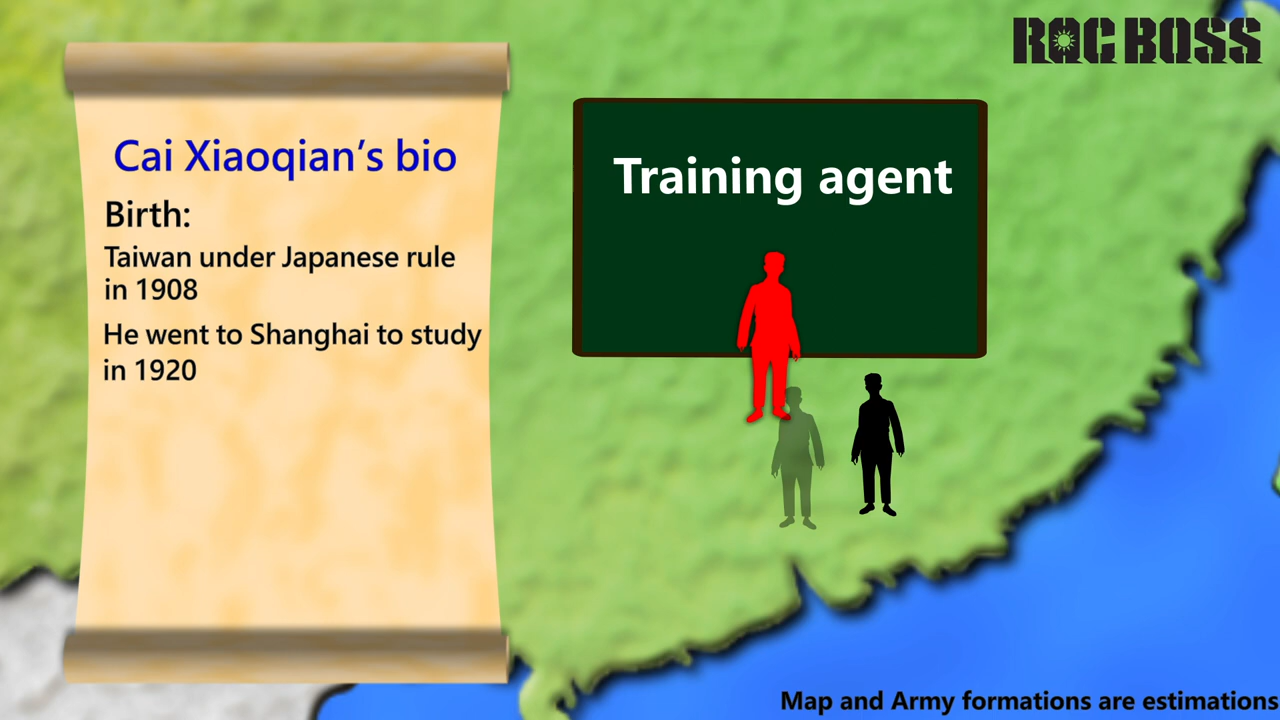 ROC BOSS
Cai Xiaoqian's bio
Birth:
Taiwan under Japanese rule
in 1908
He went to Shanghai to study
in 1920
Training agent
Map and Army formations are estimations